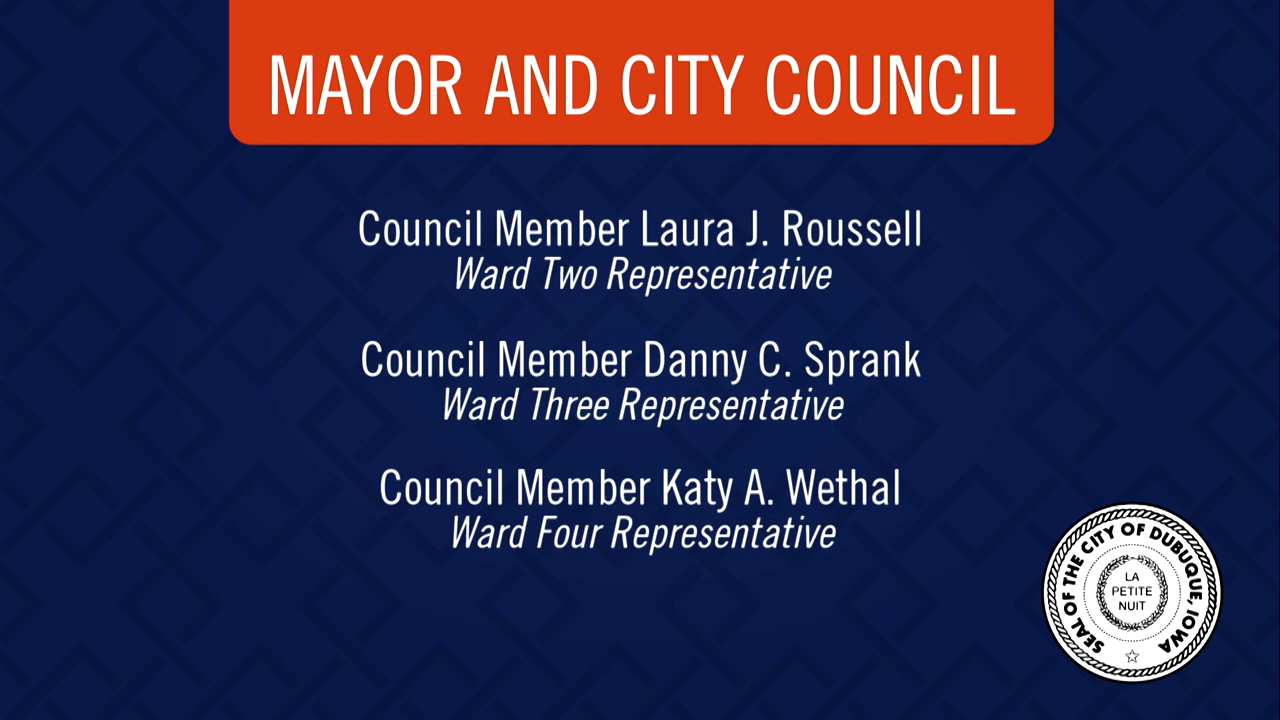 MAYOR AND CITY COUNCIL
Council Member Laura J. Roussell
Ward Two Representative
Council Member Danny C. Sprank
Ward Three Representative
Council Member Katy A. Wethal
Ward Four Representative
SEAL OF THE CITY OF DUBUQUE, IOWA
LA
PETITE
NUIT